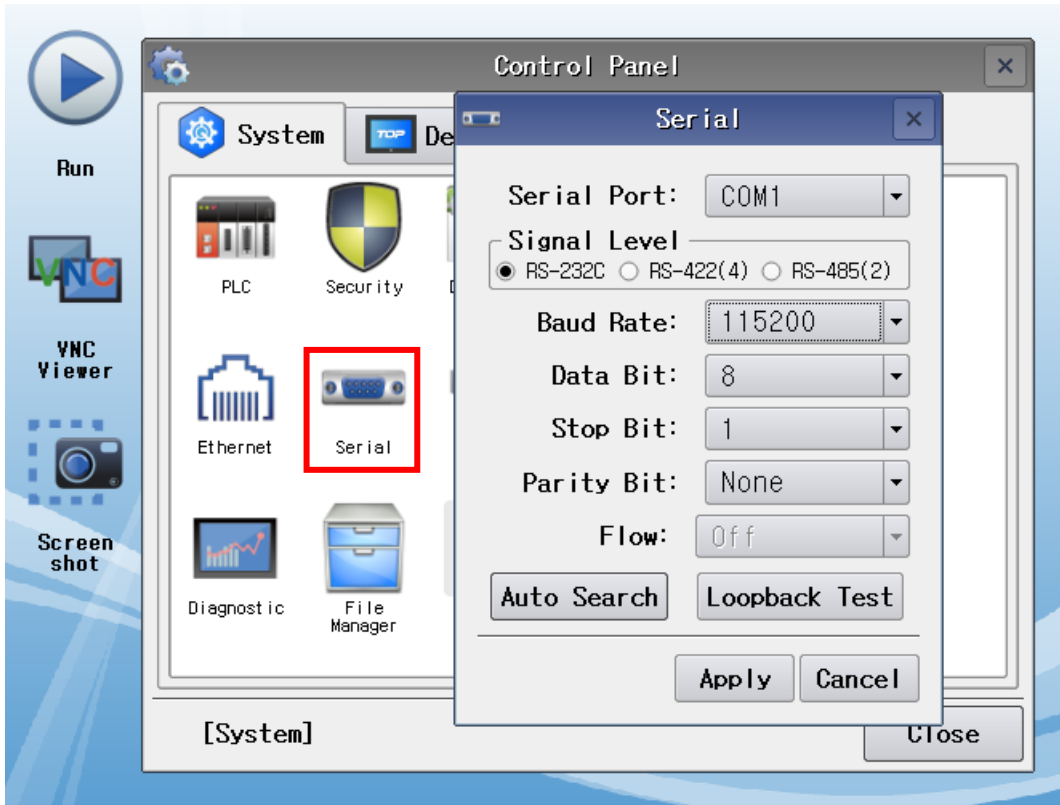 Control Panel
Run
VNC
VNC
Viewer
Screen
shot
System
TOP
De
PLC
Security
Ethernet
Serial
Diagnostic
File
Manager
[System]
Close
Serial
Serial Port: COM1
Signal Level
RS-232C RS-422(4) RS-485(2)
Baud Rate: 115200
Data Bit: 8
Stop Bit: 1
Parity Bit: None
Flow: Off
Auto Search Loopback Test
Apply Cancel